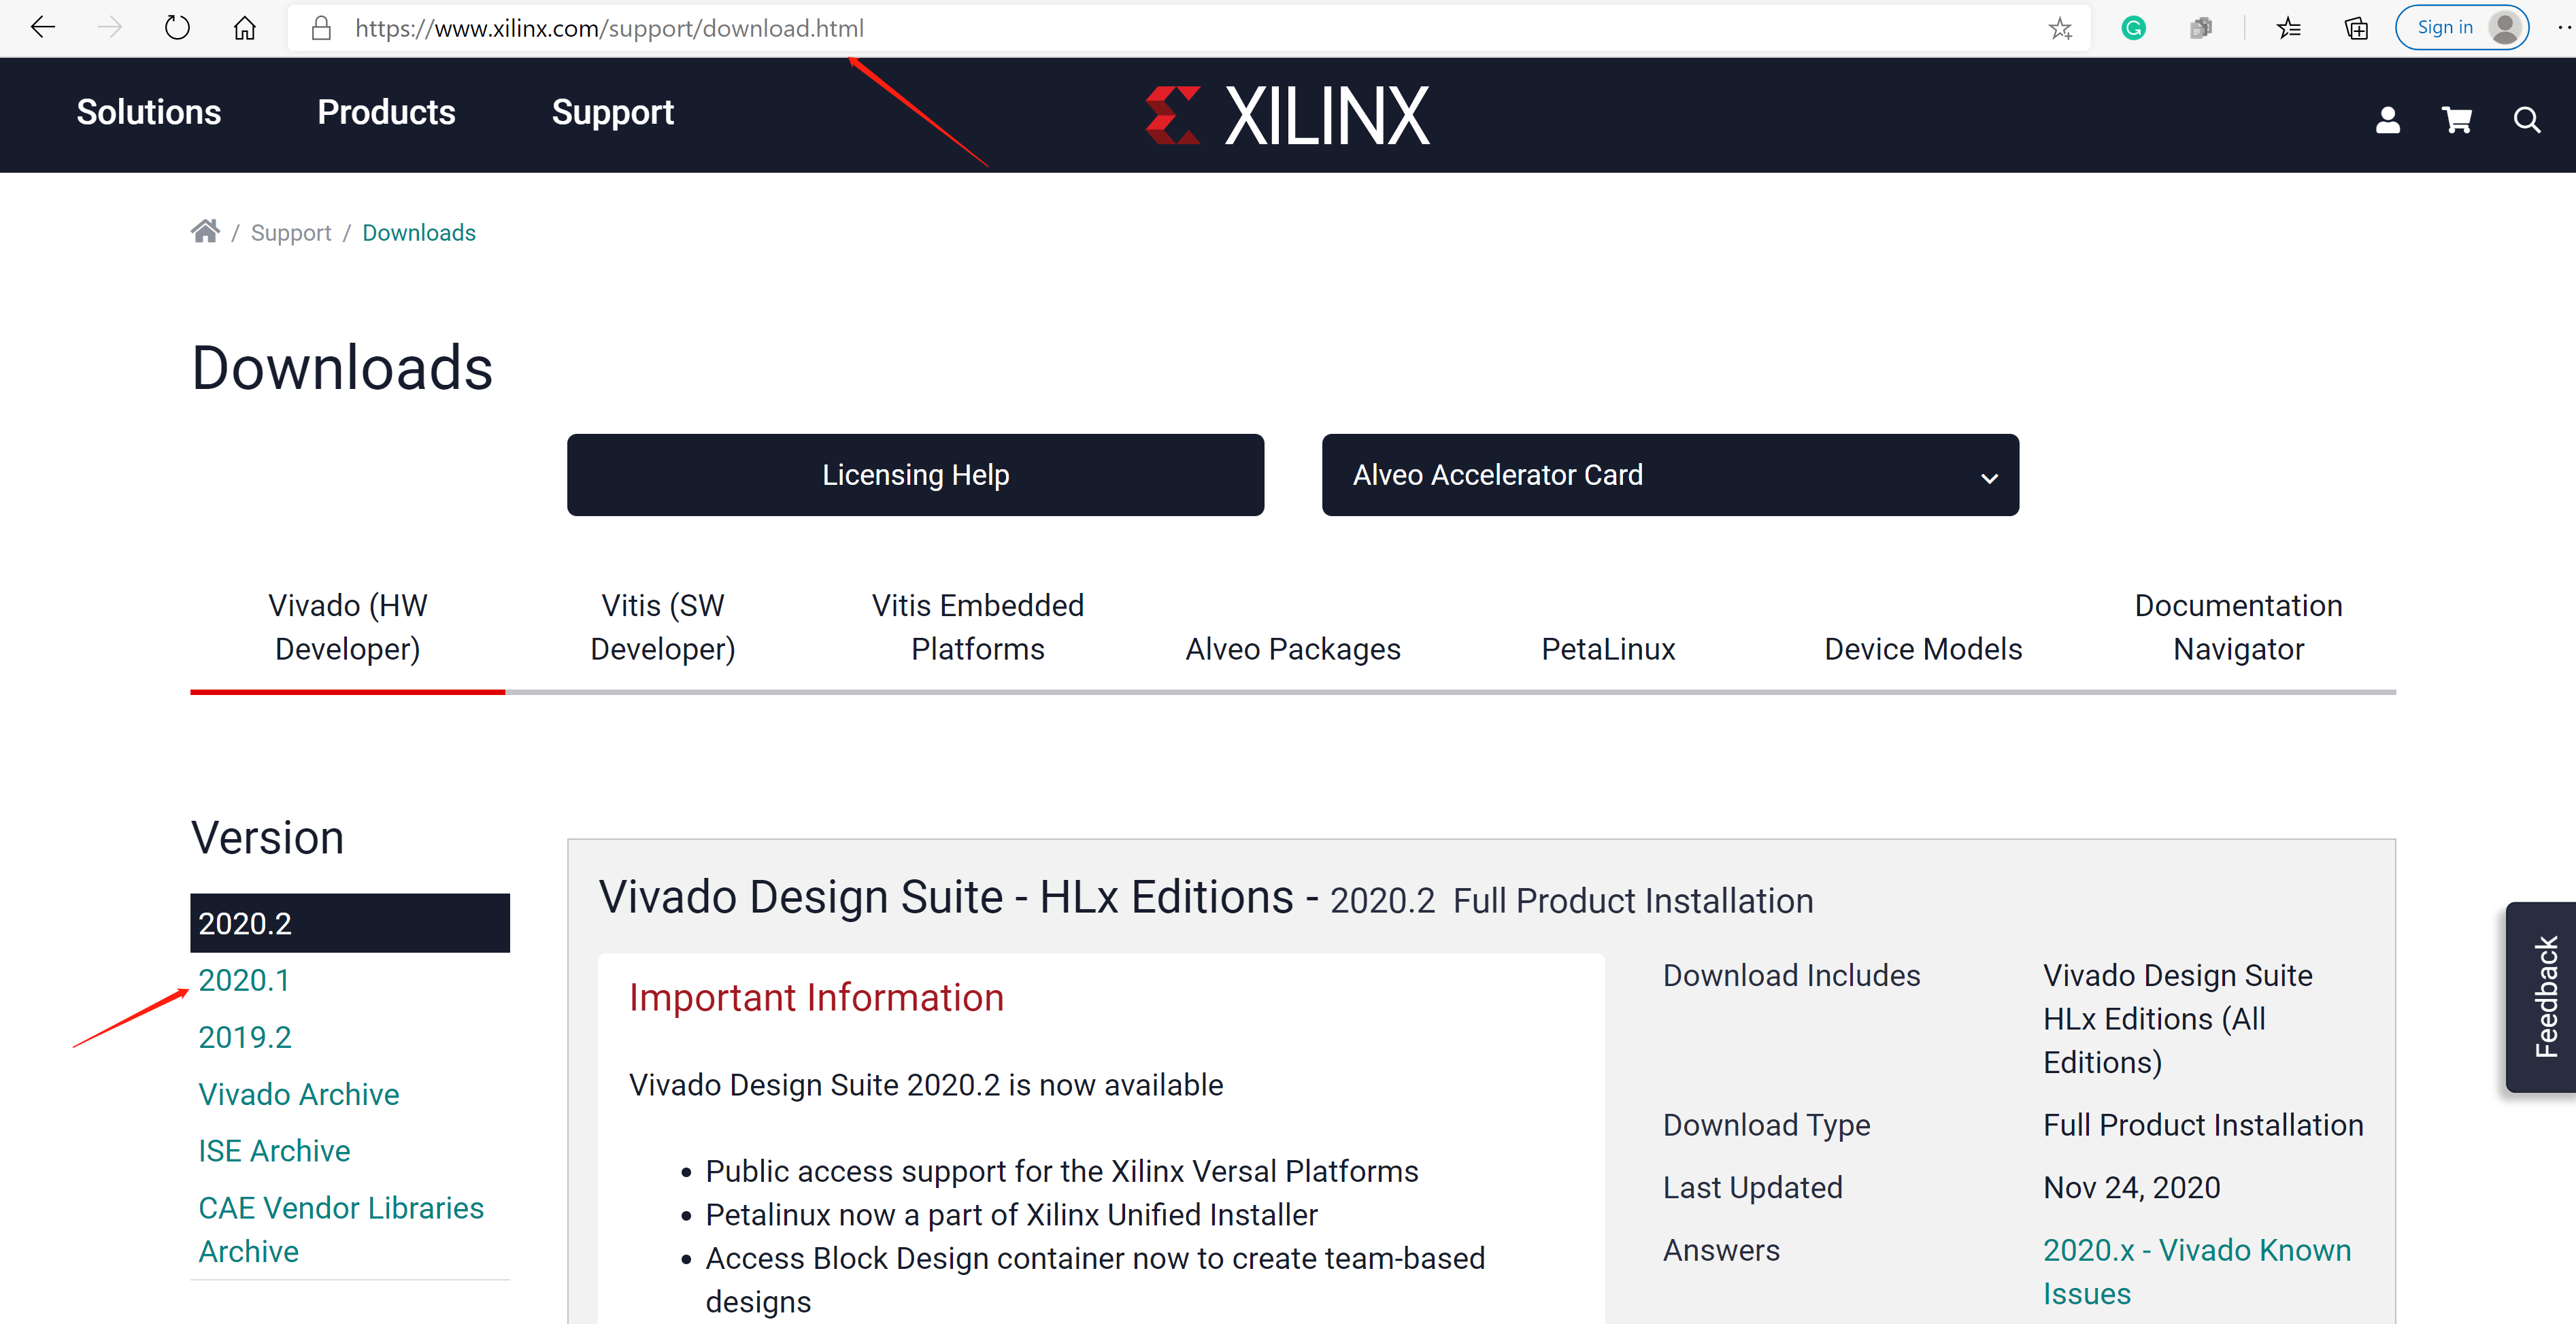 https://www.xilinx.com/support/download.html
Sign in
Solutions
Products
Support
XILINX
/ Support / Downloads
Downloads
Licensing Help
Alveo Accelerator Card
Vivado (HW
Developer)
Vitis (SW
Developer)
Vitis Embedded
Platforms
Alveo Packages
PetaLinux
Device Models
Documentation
Navigator
Version
2020.2
2020.1
2019.2
Vivado Archive
ISE Archive
CAE Vendor Libraries
Archive
Vivado Design Suite - HLx Editions - 2020.2 Full Product Installation
Important Information
Vivado Design Suite 2020.2 is now available
• Public access support for the Xilinx Versal Platforms
• Petalinux now a part of Xilinx Unified Installer
• Access Block Design container now to create team-based
designs
Download Includes
Vivado Design Suite
HLx Editions (All
Editions)
Download Type
Full Product Installation
Last Updated
Nov 24, 2020
Answers
2020.x - Vivado Known
Issues
Feedback